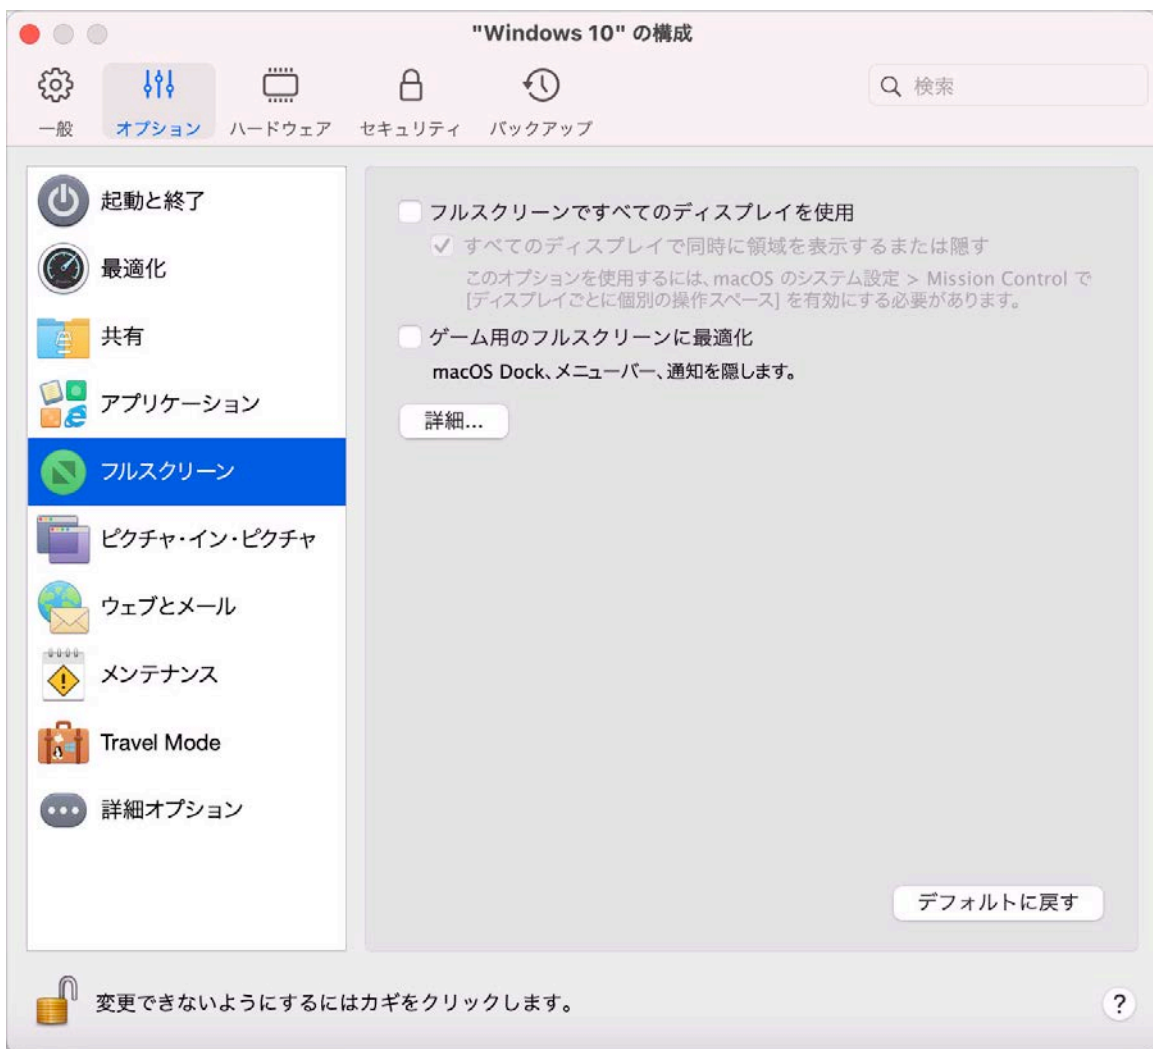 "Windows 10" の構成
一般
オプション
ハードウェア
セキュリティ
バックアップ
検索
起動と終了
最適化
共有
アプリケーション
フルスクリーン
ピクチャ・イン・ピクチャ
ウェブとメール
メンテナンス
Travel Mode
詳細オプション
フルスクリーンですべてのディスプレイを使用
すべてのディスプレイで同時に領域を表示するまたは隠す
このオプションを使用するには、macOS のシステム設定 > Mission Control で
[ディスプレイごとに個別の操作スペース] を有効にする必要があります。
ゲーム用のフルスクリーンに最適化
macOS Dock、メニューバー、通知を隠します。
詳細...
デフォルトに戻す
変更できないようにするにはカギをクリックします。
?